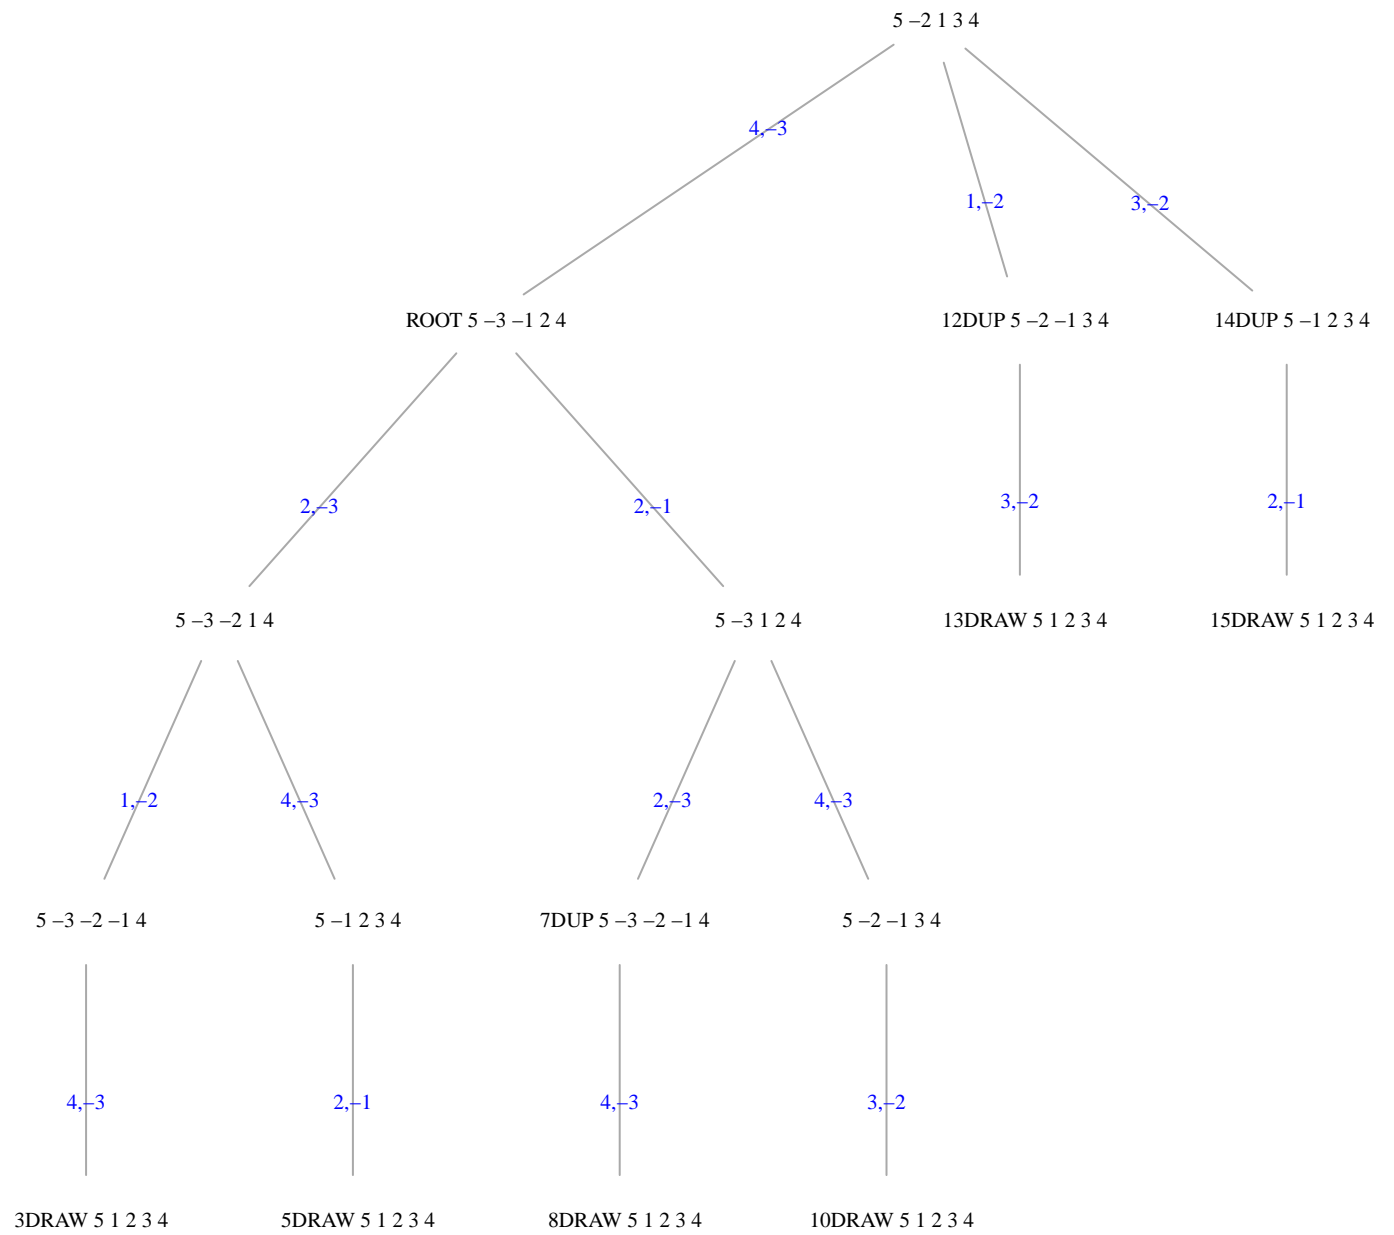 5 –2 1 3 4
4,–3
1,–2
3,–2
ROOT 5 –3 –1 2 4
12DUP 5 –2 –1 3 4
14DUP 5 –1 2 3 4
2,–3
2,–1
3,–2
2,–1
5 –3 –2 1 4
5 –3 1 2 4
13DRAW 5 1 2 3 4
15DRAW 5 1 2 3 4
1,–2
4,–3
2,–3
4,–3
5 –3 –2 –1 4
5 –1 2 3 4
7DUP 5 –3 –2 –1 4
5 –2 –1 3 4
4,–3
2,–1
4,–3
3,–2
3DRAW 5 1 2 3 4
5DRAW 5 1 2 3 4
8DRAW 5 1 2 3 4
10DRAW 5 1 2 3 4